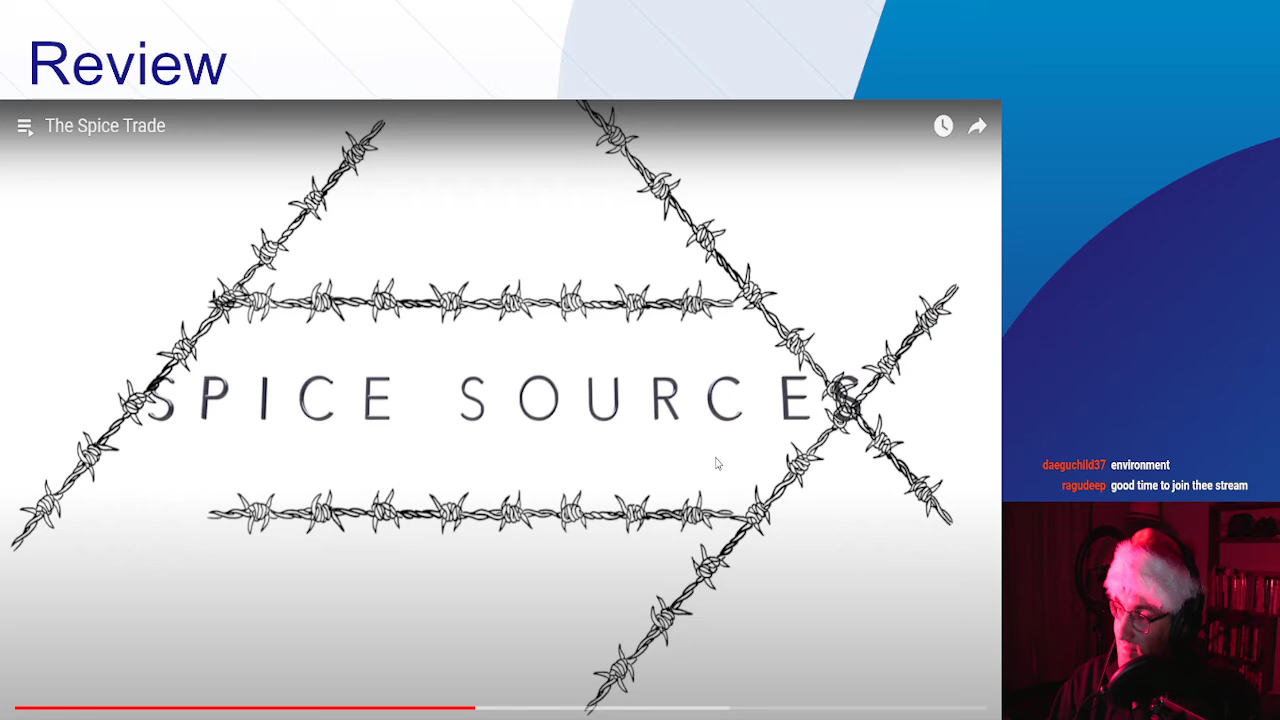 Review
The Spice Trade
SPICE SOURCES
daeguchild37 environment
ragudeep good time to join thee stream